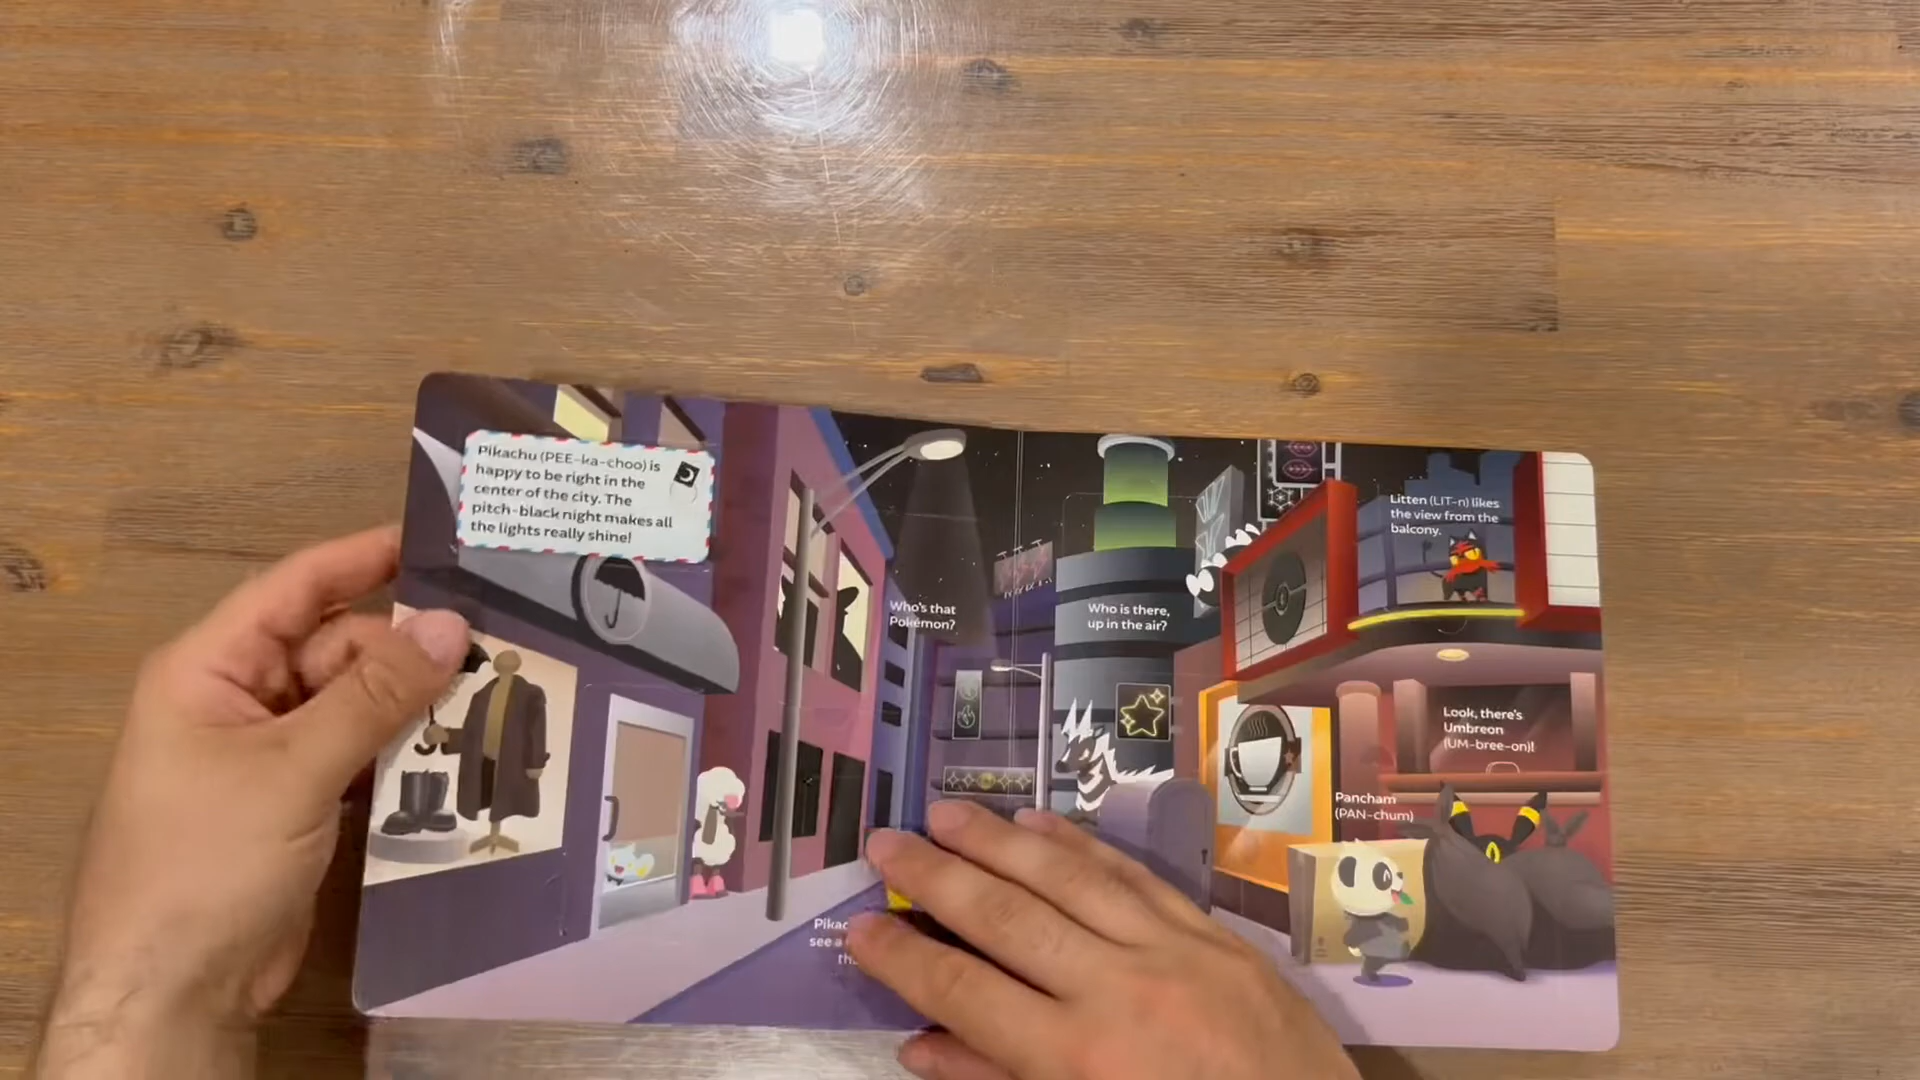 Pikachu (PEE-ka-choo) is
happy to be right in the
center of the city. The
pitch-black night makes all
the lights really shine!
Who's that
Pokémon?
Who is there,
up in the air?
Litten (LIT-n) likes
the view from the
balcony.
Look, there's
Umbreon
(UM-bree-on)!
Pancham
(PAN-chum)
see a